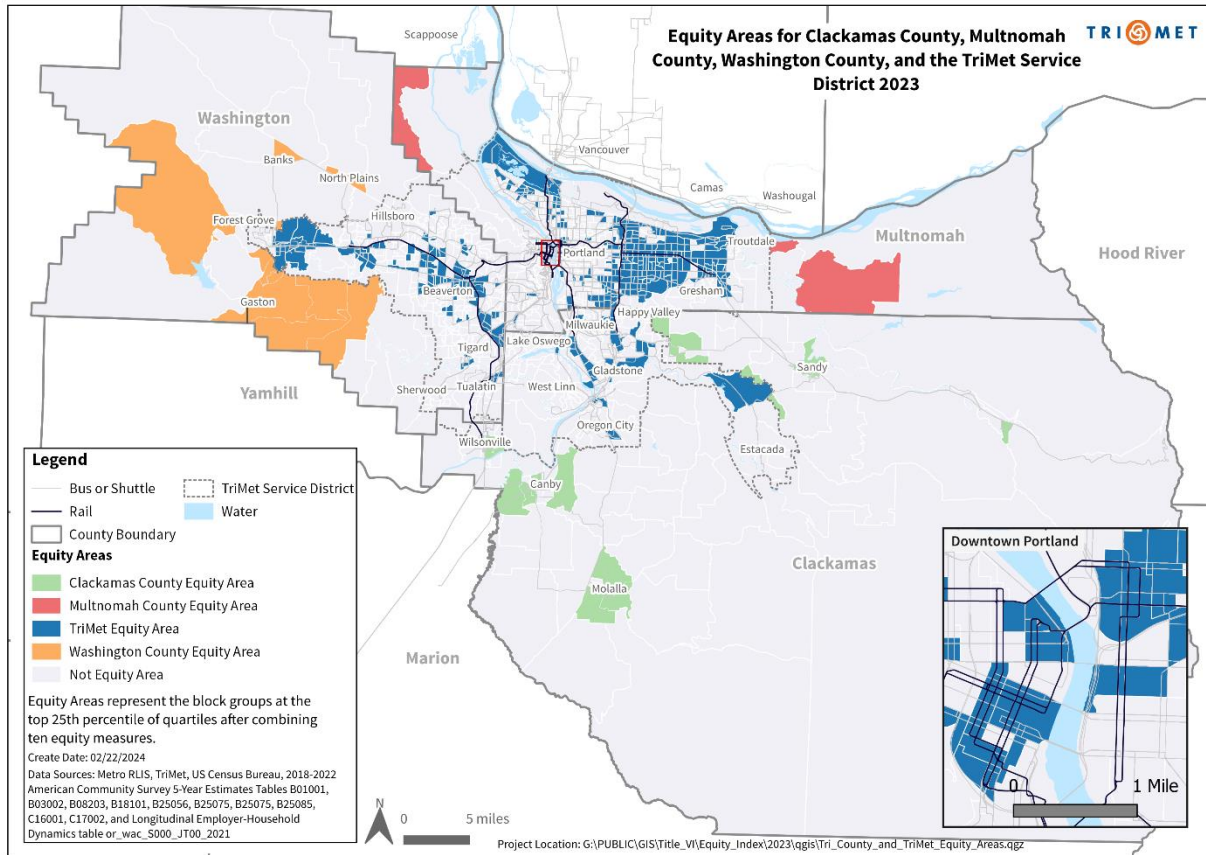 Equity Areas for Clackamas County, Multnomah
County, Washington County, and the TriMet Service
District 2023
TRIMET
Scappoose
Washington
Banks
North Plains
Vancouver
Camas
Washougal
Forest Grove
Hillsboro
Portland
Troutdale
Multnomah
Hood River
Gaston
Beaverton
Gresham
Happy Valley
Milwaukie
Lake Oswego
Tigard
Gladstone
Sandy
Sherwood
Tualatin
West Linn
Yamhill
Oregon City
Wilsonville
Estacada
Canby
Clackamas
Molalla
Marion
Legend
Bus or Shuttle
TriMet Service District
Rail
Water
County Boundary
Equity Areas
Clackamas County Equity Area
Multnomah County Equity Area
TriMet Equity Area
Washington County Equity Area
Not Equity Area
Equity Areas represent the block groups at the
top 25th percentile of quartiles after combining
ten equity measures.
Create Date: 02/22/2024
Data Sources: Metro RLIS, TriMet, US Census Bureau, 2018-2022
American Community Survey 5-Year Estimates Tables B01001,
B03002, B08203, B18101, B25056, B25075, B25075, B25085,
C16001, C17002, and Longitudinal Employer-Household
Dynamics table or_wac_S000_JT00_2021
N
0 5 miles
Project Location: G:\PUBLIC\GIS\Title_VI\Equity_Index\2023\qgis\Tri_County_and_TriMet_Equity_Areas.qgz
Downtown Portland
0 1 Mile